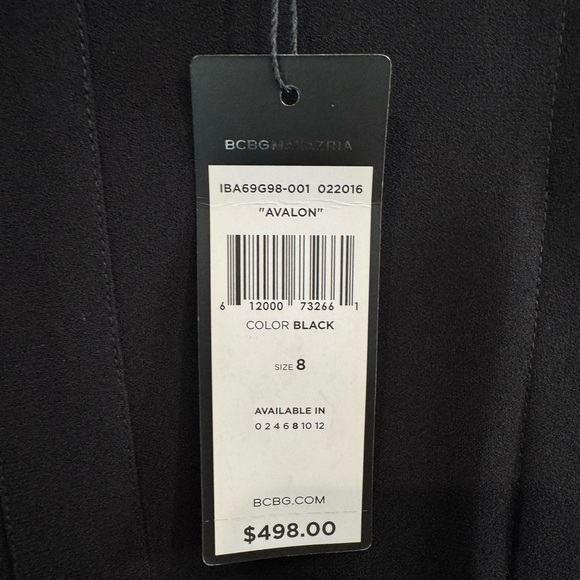 BCBGMAXAZRIA
IBA69G98-001 022016
"AVALON"
6 12000 73266 1
COLOR BLACK
SIZE 8
AVAILABLE IN
0 2 4 6 8 10 12
BCBG.COM
$498.00